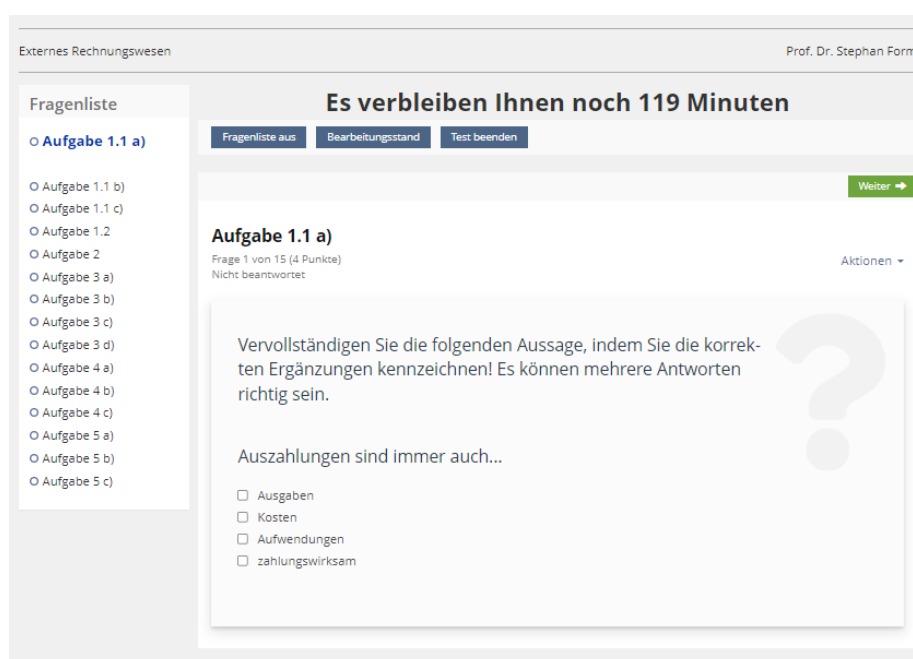 Externes Rechnungswesen
Prof. Dr. Stephan Form
Fragenliste
Aufgabe 1.1 a)
Aufgabe 1.1 b)
Aufgabe 1.1 c)
Aufgabe 1.2
Aufgabe 2
Aufgabe 3 a)
Aufgabe 3 b)
Aufgabe 3 c)
Aufgabe 3 d)
Aufgabe 4 a)
Aufgabe 4 b)
Aufgabe 4 c)
Aufgabe 5 a)
Aufgabe 5 b)
Aufgabe 5 c)
Es verbleiben Ihnen noch 119 Minuten
Fragenliste aus
Bearbeitungsstand
Test beenden
Weiter
Aufgabe 1.1 a)
Frage 1 von 15 (4 Punkte)
Nicht beantwortet
Aktionen
Vervollständigen Sie die folgenden Aussage, indem Sie die korrek-
ten Ergänzungen kennzeichnen! Es können mehrere Antworten
richtig sein.
Auszahlungen sind immer auch...
Ausgaben
Kosten
Aufwendungen
zahlungswirksam